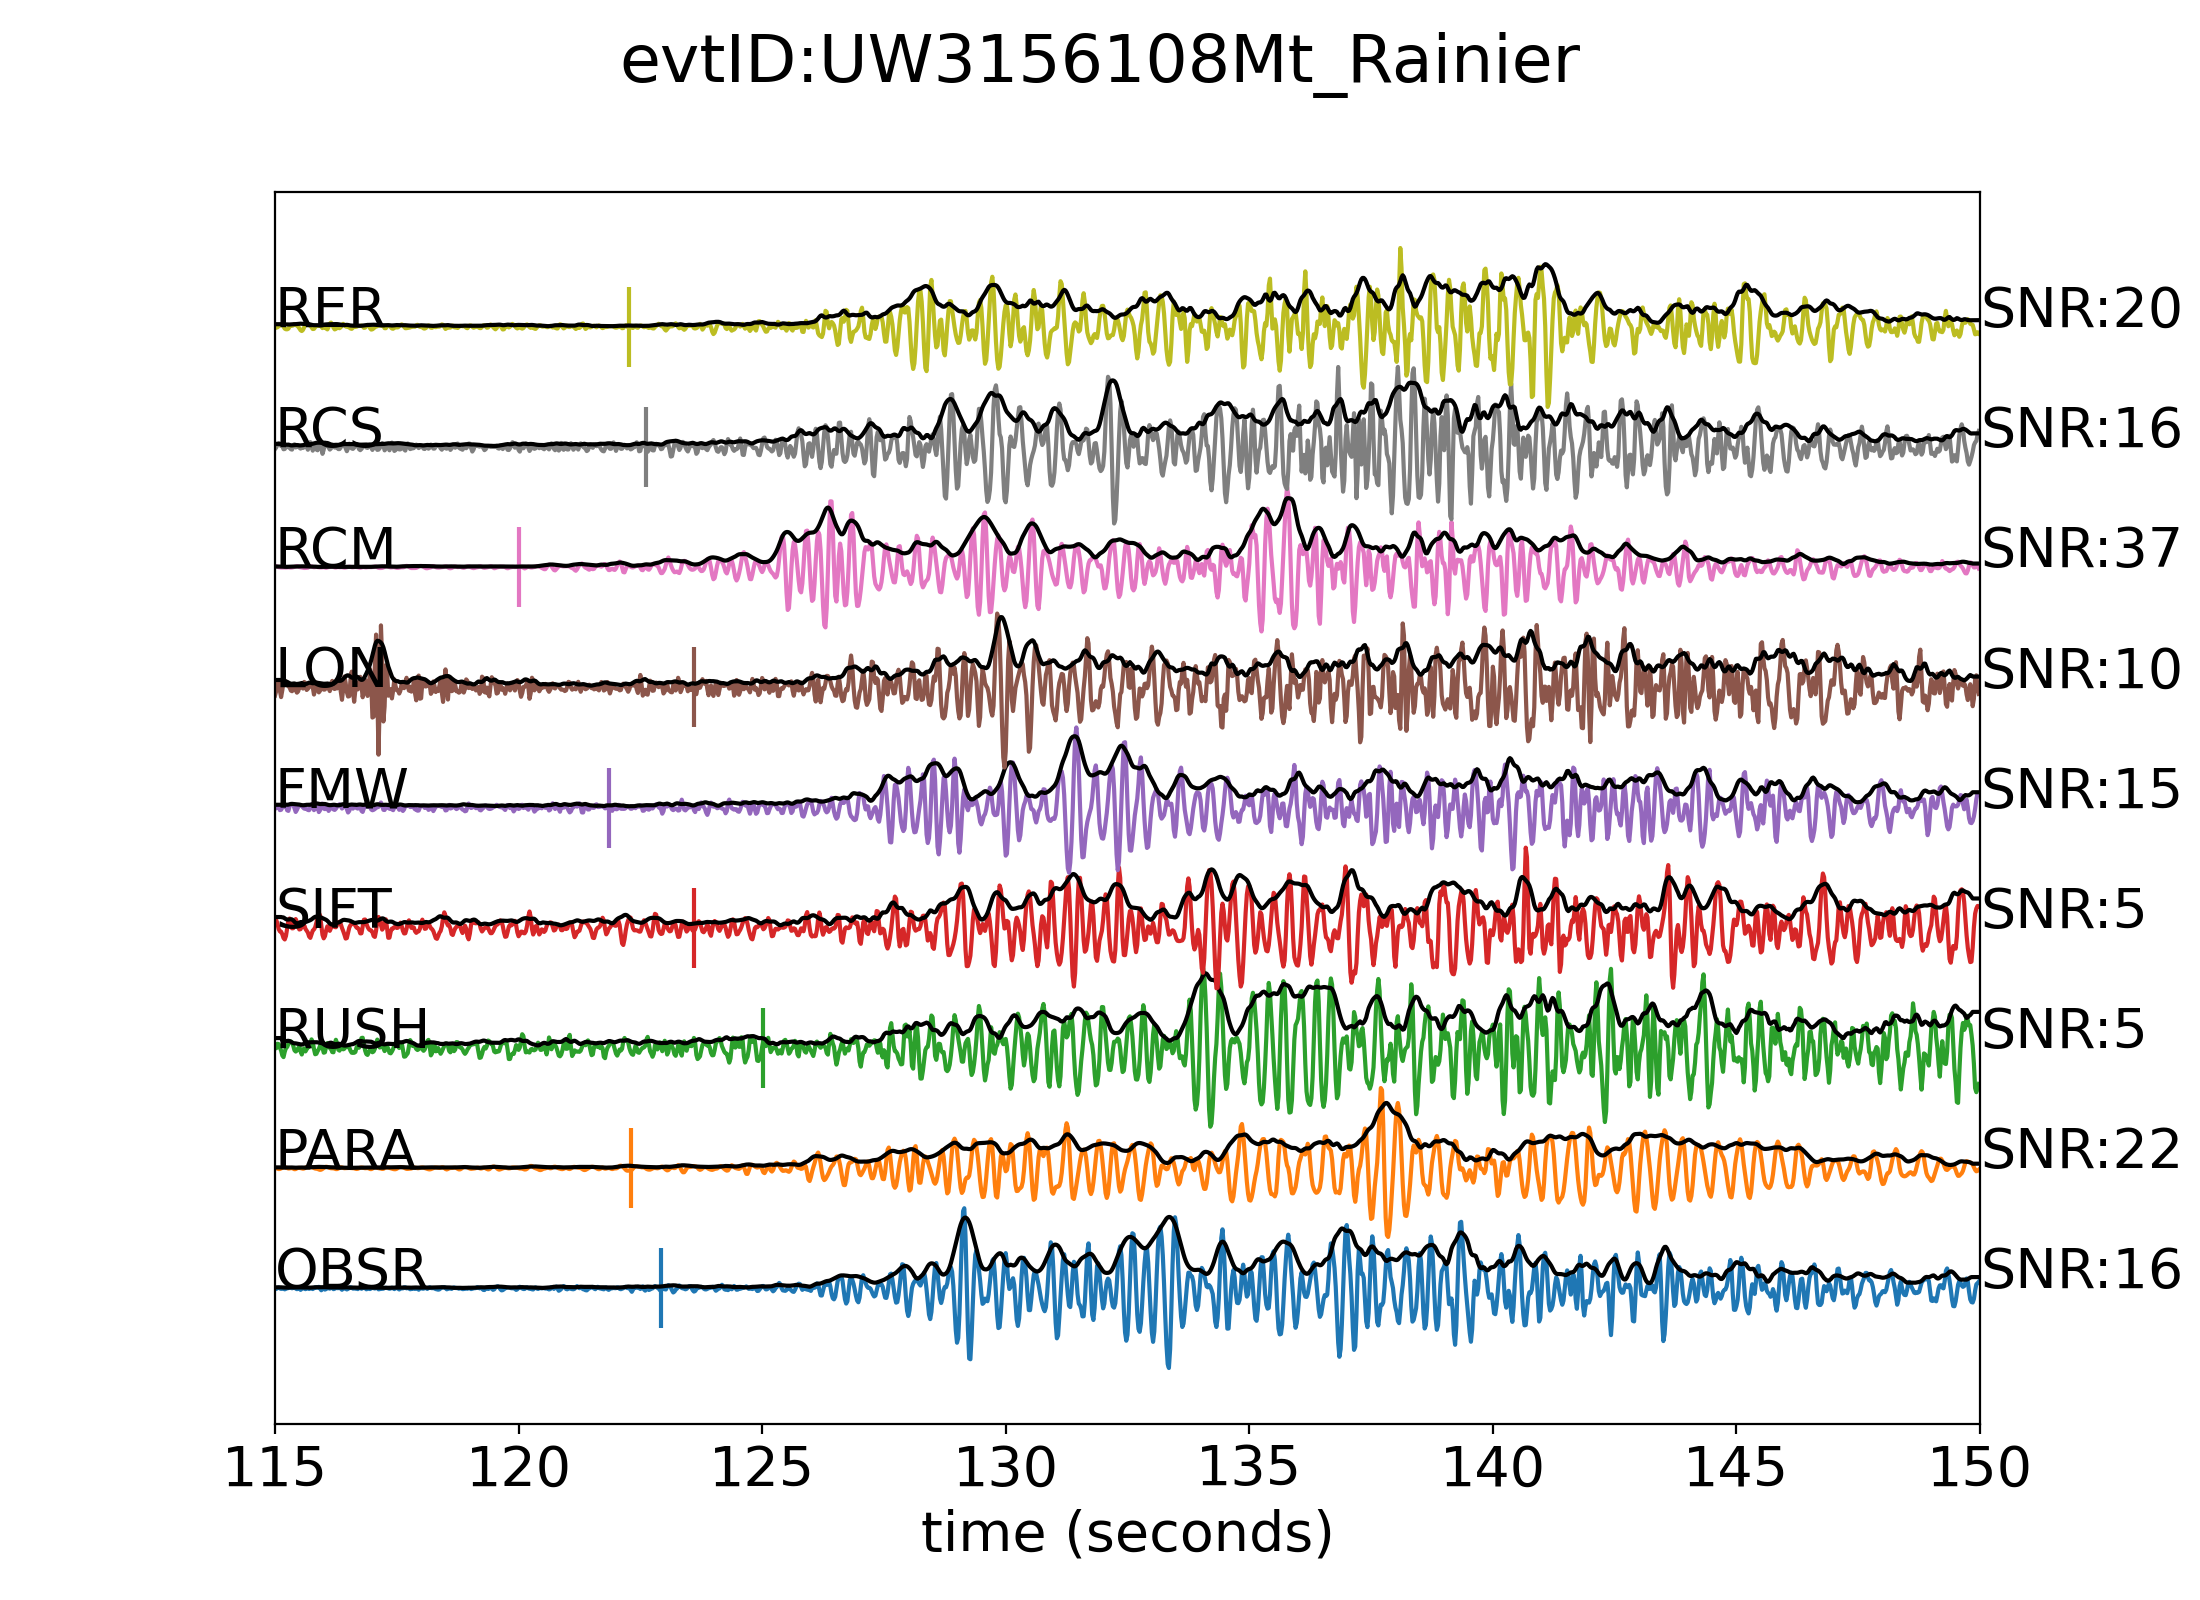 evtID:UW3156108Mt_Rainier
RER SNR:20
RCS SNR:16
RCM SNR:37
LON SNR:10
FMW SNR:15
SIFT SNR:5
RUSH SNR:5
PARA SNR:22
OBSR SNR:16
115 120 125 130 135 140 145 150
time (seconds)